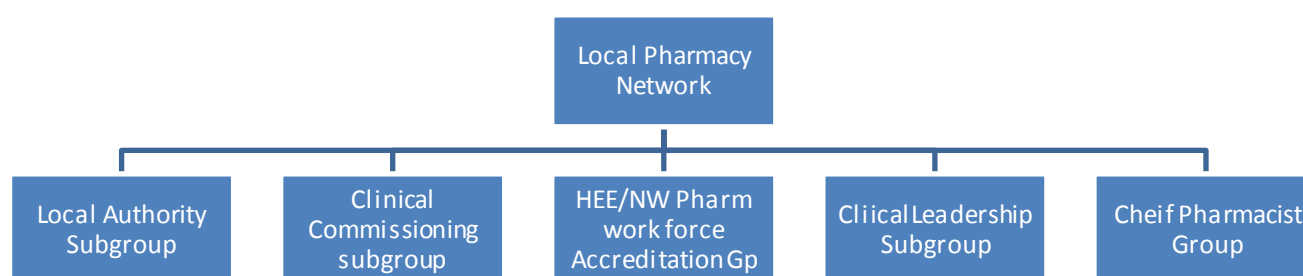 Local Pharmacy
Network
Local Authority
Subgroup
Clinical
Commissioning
subgroup
HEE/NW Pharm
work force
Accreditation Gp
Cliical Leadership
Subgroup
Cheif Pharmacist
Group